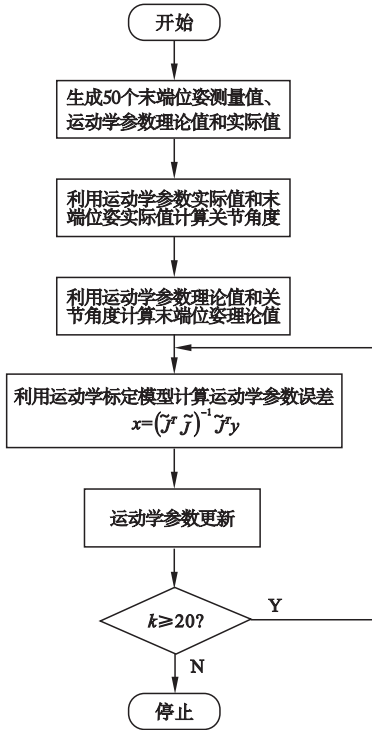 开始
生成50个末端位姿测量值、
运动学参数理论值和实际值
利用运动学参数实际值和末
端位姿实际值计算关节角度
利用运动学参数理论值和关
节角度计算末端位姿理论值
利用运动学标定模型计算运动学参数误差
x=(J̃ᵀ J̃)⁻¹ J̃ᵀy
运动学参数更新
k≥20?
Y
N
停止